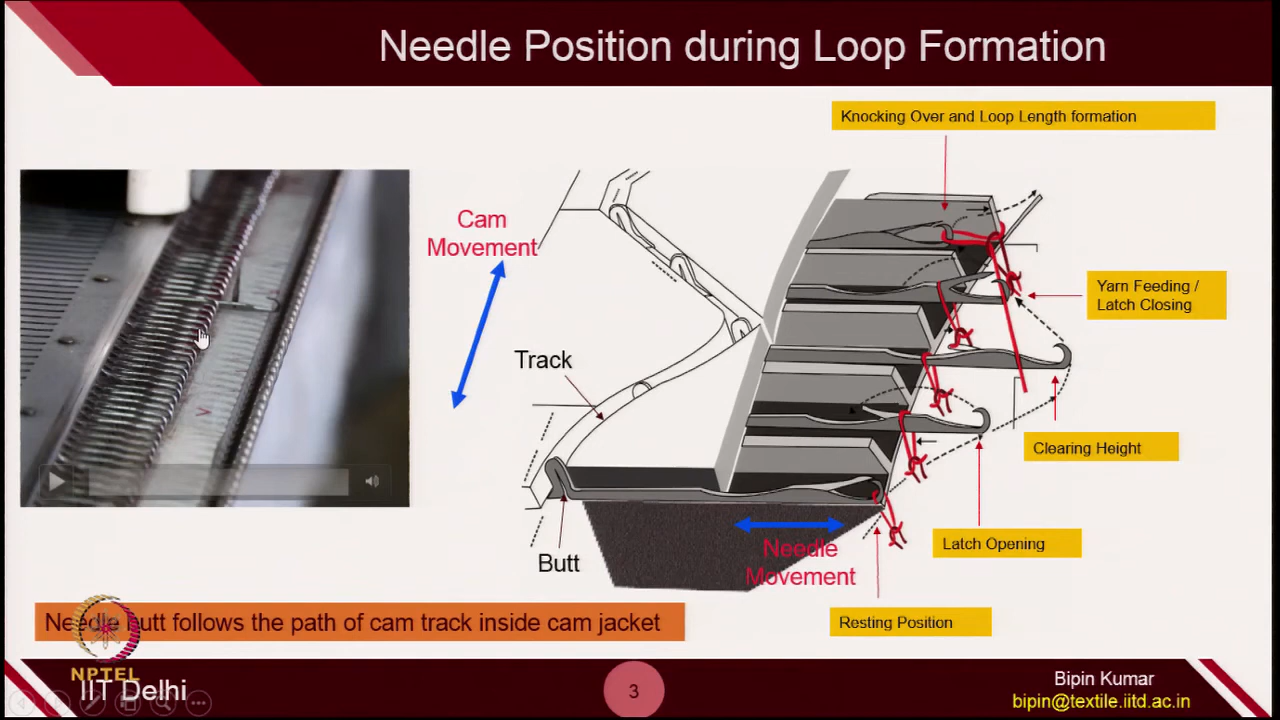 Needle Position during Loop Formation
Knocking Over and Loop Length formation
Cam
Movement
Yarn Feeding /
Latch Closing
Track
Clearing Height
Latch Opening
Needle
Movement
Butt
Resting Position
Needle butt follows the path of cam track inside cam jacket
NPTEL
IIT Delhi
3
Bipin Kumar
bipin@textile.iitd.ac.in